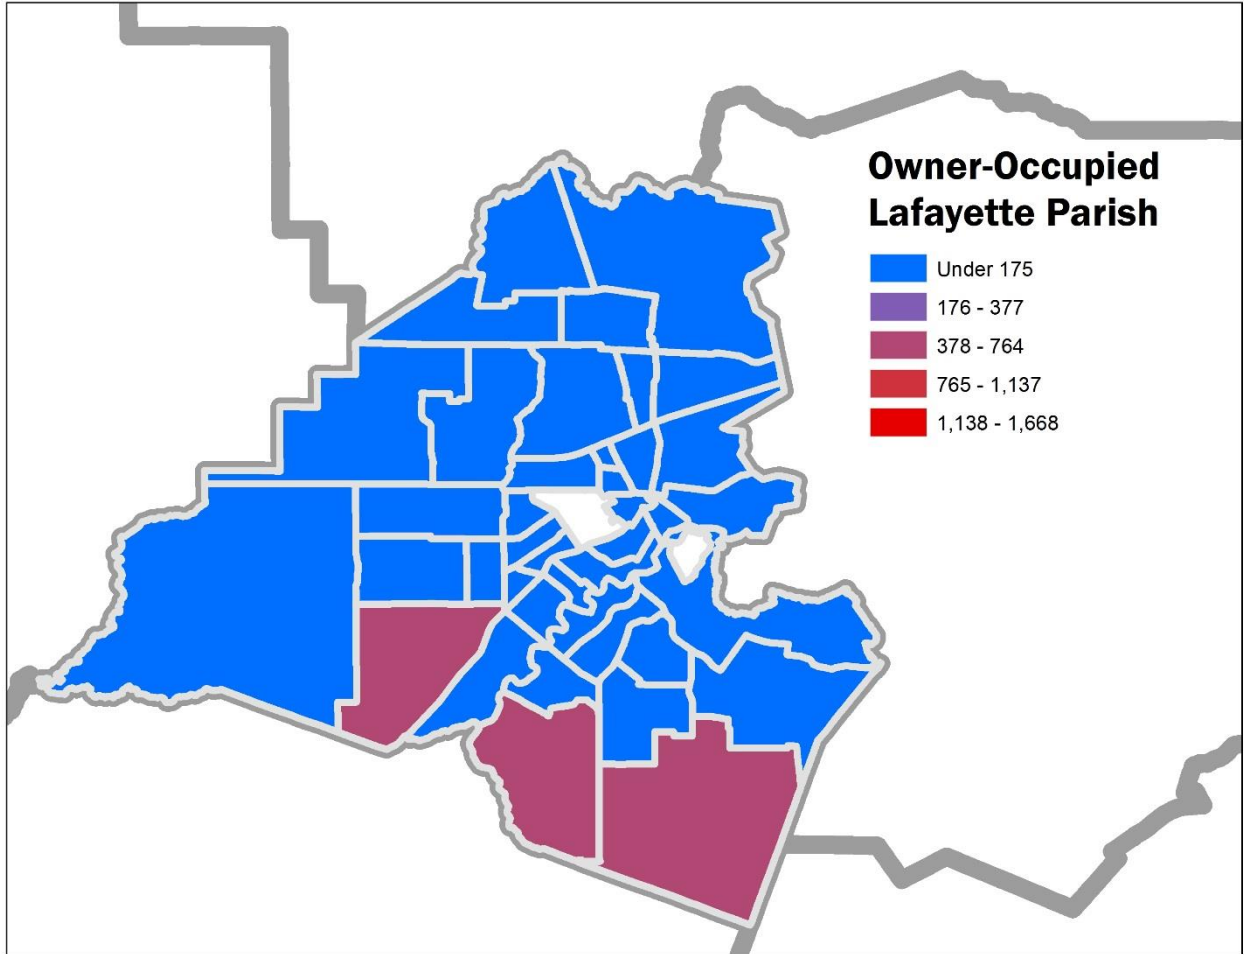 Owner-Occupied
Lafayette Parish
Under 175
176 - 377
378 - 764
765 - 1,137
1,138 - 1,668